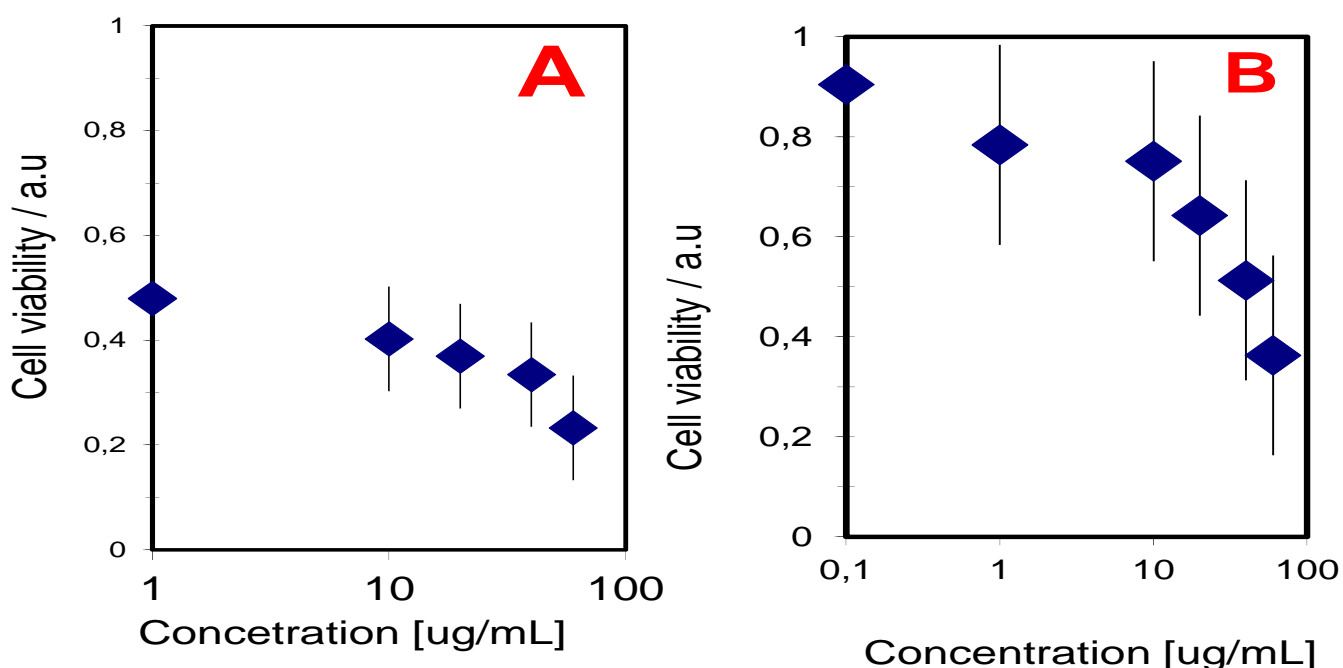 A
Cell viability / a.u
1
0,8
0,6
0,4
0,2
0
1 10 100
Concetration [ug/mL]
B
Cell viability / a.u
1
0,8
0,6
0,4
0,2
0
0,1 1 10 100
Concentration [ug/mL]